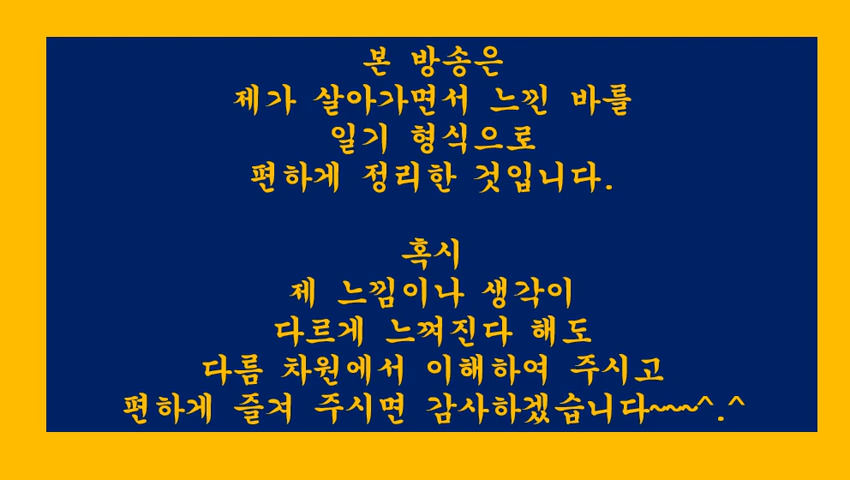 본 방송은
제가 살아가면서 느낀 바를
일기 형식으로
편하게 정리한 것입니다.
혹시
제 느낌이나 생각이
다르게 느껴진다 해도
다름 차원에서 이해하여 주시고
편하게 즐겨 주시면 감사하겠습니다~~~^.^